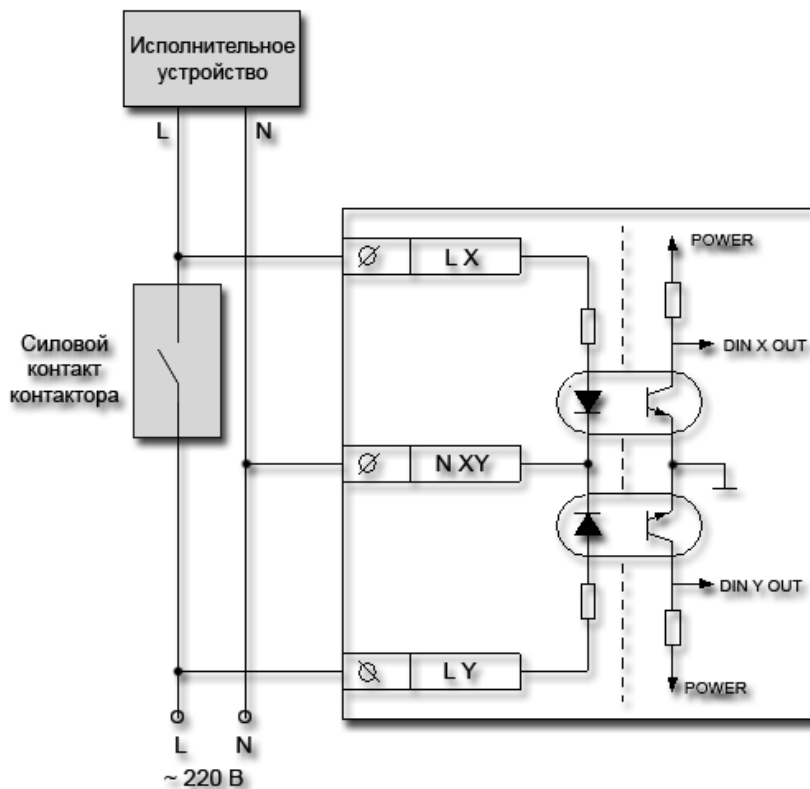 Исполнительное
устройство
L
N
L X
POWER
DIN X OUT
Силовой
контакт
контактора
N XY
DIN Y OUT
L Y
POWER
L
N
~ 220 В